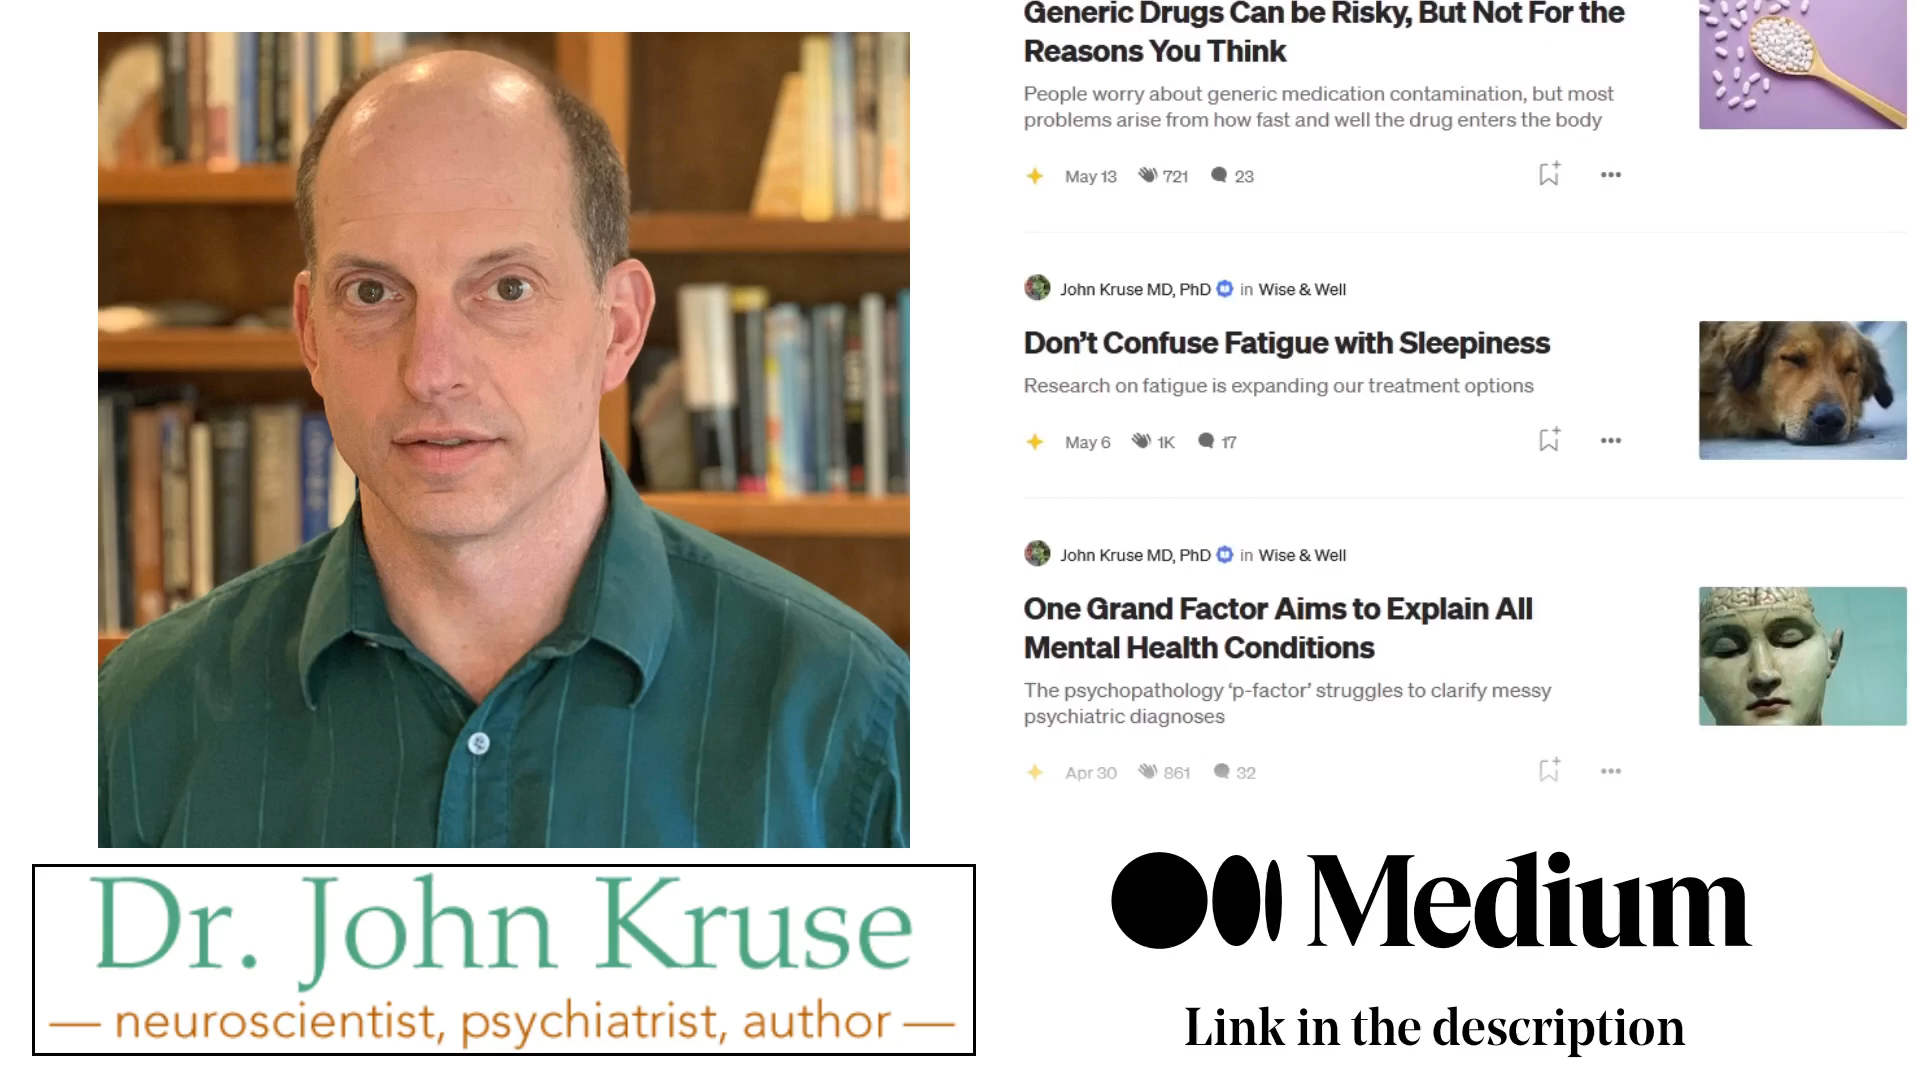 Dr. John Kruse
— neuroscientist, psychiatrist, author —
Generic Drugs Can be Risky, But Not For the
Reasons You Think
People worry about generic medication contamination, but most
problems arise from how fast and well the drug enters the body
May 13 721 23
John Kruse MD, PhD in Wise & Well
Don’t Confuse Fatigue with Sleepiness
Research on fatigue is expanding our treatment options
May 6 1K 17
John Kruse MD, PhD in Wise & Well
One Grand Factor Aims to Explain All
Mental Health Conditions
The psychopathology ‘p-factor’ struggles to clarify messy
psychiatric diagnoses
Apr 30 861 32
Medium
Link in the description